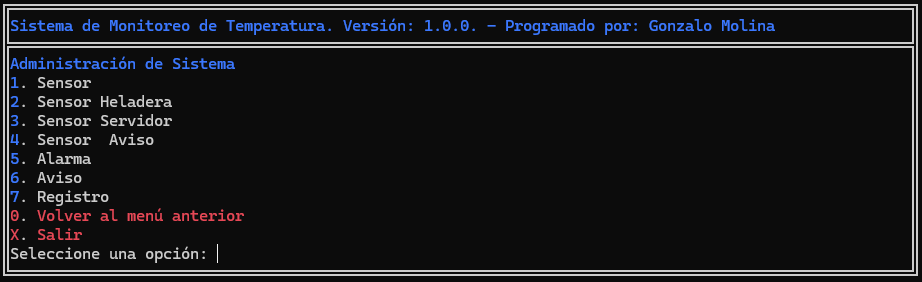 Sistema de Monitoreo de Temperatura. Versión: 1.0.0. - Programado por: Gonzalo Molina
Administración de Sistema
1. Sensor
2. Sensor Heladera
3. Sensor Servidor
4. Sensor  Aviso
5. Alarma
6. Aviso
7. Registro
0. Volver al menú anterior
X. Salir
Seleccione una opción: